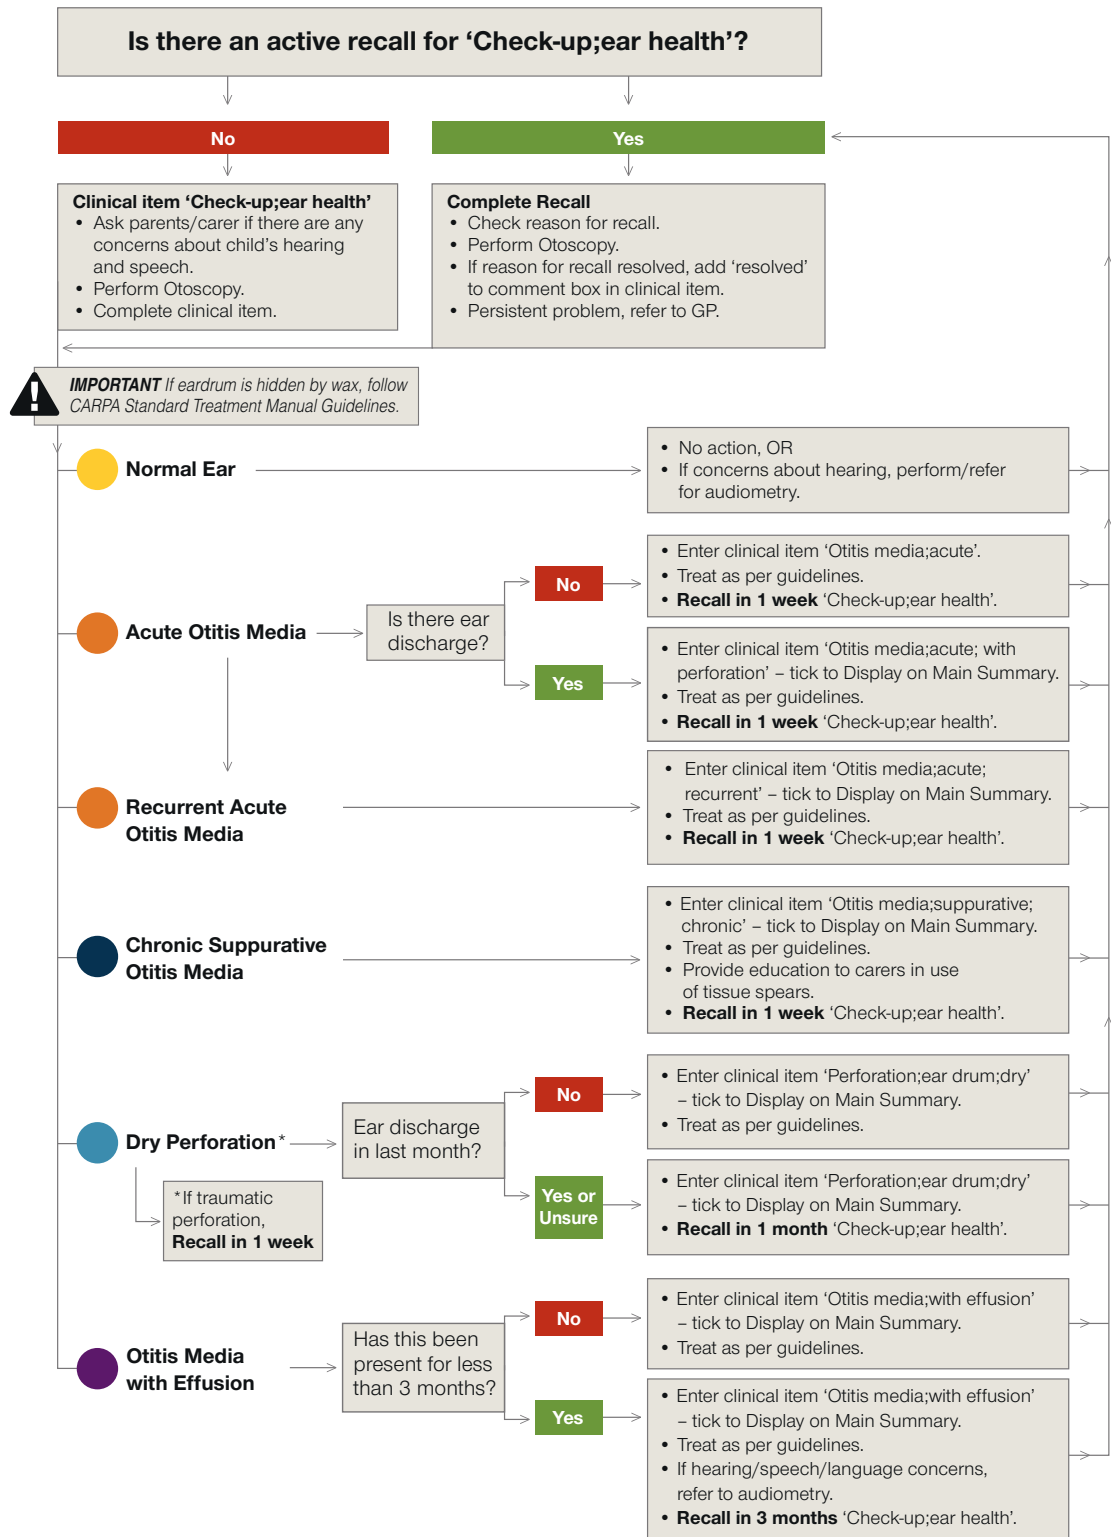 Is there an active recall for ‘Check-up;ear health’?
No
Yes
Clinical item ‘Check-up;ear health’
• Ask parents/carer if there are any
concerns about child’s hearing
and speech.
• Perform Otoscopy.
• Complete clinical item.
Complete Recall
• Check reason for recall.
• Perform Otoscopy.
• If reason for recall resolved, add ‘resolved’
to comment box in clinical item.
• Persistent problem, refer to GP.
! IMPORTANT If eardrum is hidden by wax, follow
CARPA Standard Treatment Manual Guidelines.
Normal Ear
• No action, OR
• If concerns about hearing, perform/refer
for audiometry.
Acute Otitis Media
Is there ear
discharge?
No
• Enter clinical item ‘Otitis media;acute’.
• Treat as per guidelines.
• Recall in 1 week ‘Check-up;ear health’.
Yes
• Enter clinical item ‘Otitis media;acute; with
perforation’ – tick to Display on Main Summary.
• Treat as per guidelines.
• Recall in 1 week ‘Check-up;ear health’.
Recurrent Acute
Otitis Media
• Enter clinical item ‘Otitis media;acute;
recurrent’ – tick to Display on Main Summary.
• Treat as per guidelines.
• Recall in 1 week ‘Check-up;ear health’.
Chronic Suppurative
Otitis Media
• Enter clinical item ‘Otitis media;suppurative;
chronic’ – tick to Display on Main Summary.
• Treat as per guidelines.
• Provide education to carers in use
of tissue spears.
• Recall in 1 week ‘Check-up;ear health’.
Dry Perforation*
*If traumatic
perforation,
Recall in 1 week
Ear discharge
in last month?
No
• Enter clinical item ‘Perforation;ear drum;dry’
– tick to Display on Main Summary.
• Treat as per guidelines.
Yes or
Unsure
• Enter clinical item ‘Perforation;ear drum;dry’
– tick to Display on Main Summary.
• Recall in 1 month ‘Check-up;ear health’.
Otitis Media
with Effusion
Has this been
present for less
than 3 months?
No
• Enter clinical item ‘Otitis media;with effusion’
– tick to Display on Main Summary.
• Treat as per guidelines.
Yes
• Enter clinical item ‘Otitis media;with effusion’
– tick to Display on Main Summary.
• Treat as per guidelines.
• If hearing/speech/language concerns,
refer to audiometry.
• Recall in 3 months ‘Check-up;ear health’.